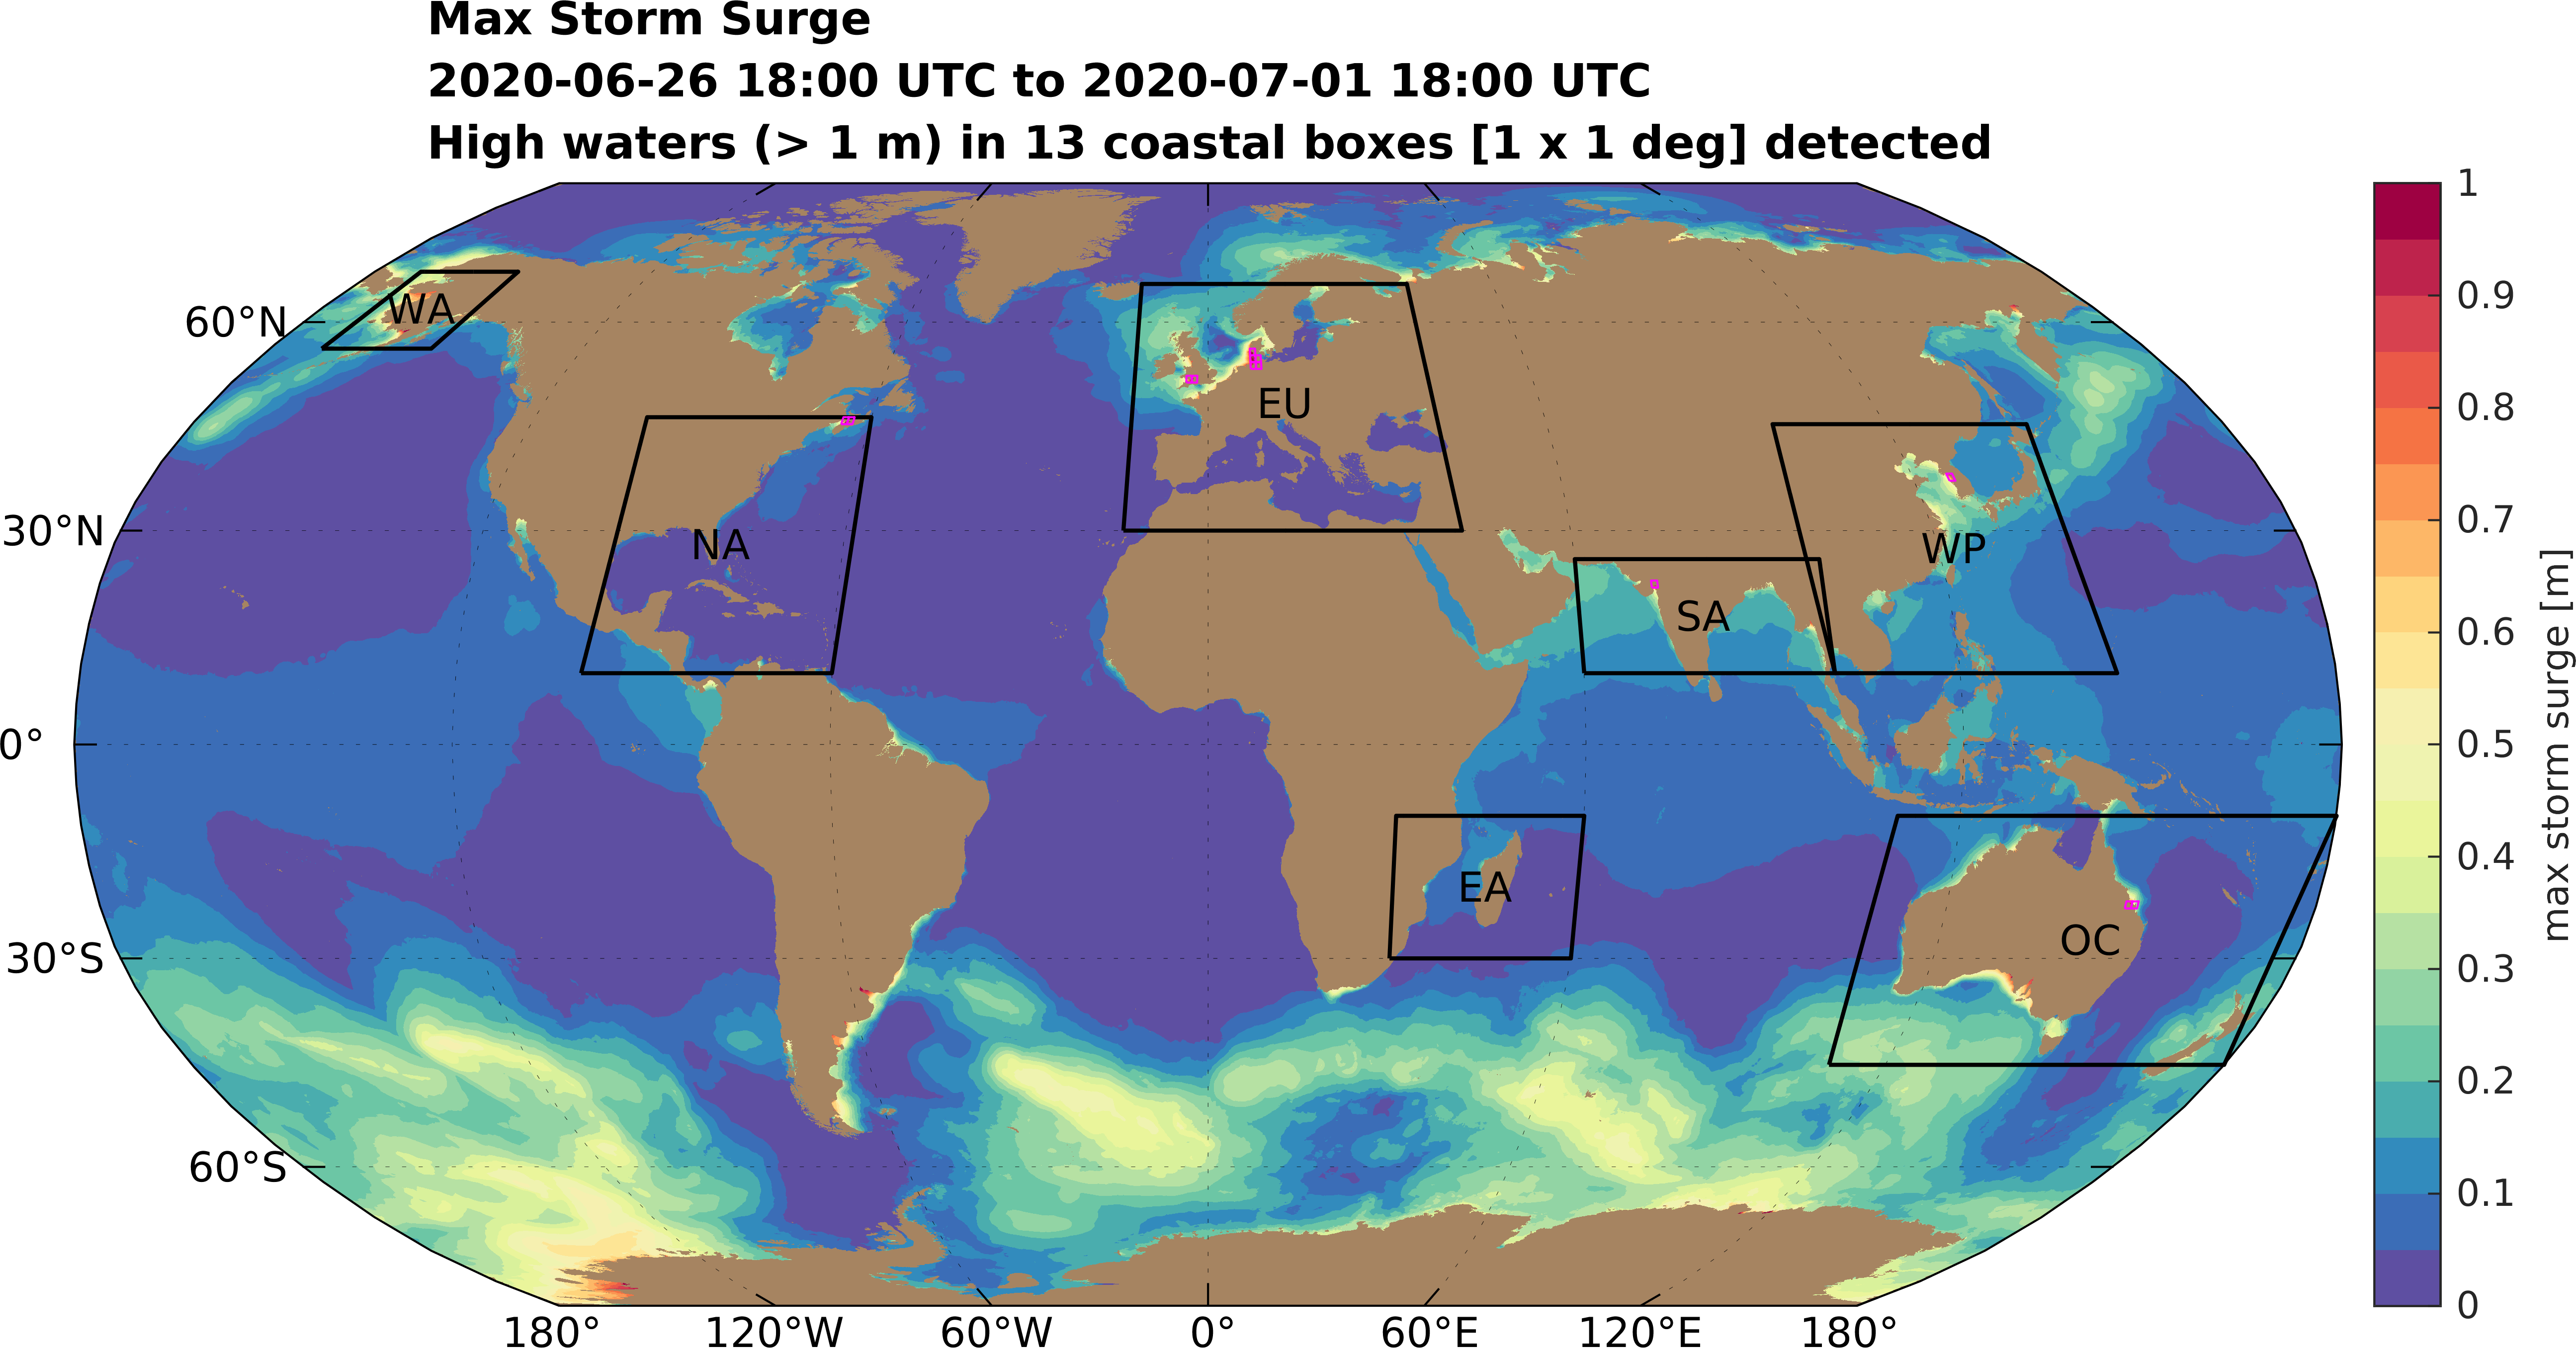 Max Storm Surge
2020-06-26 18:00 UTC to 2020-07-01 18:00 UTC
High waters (> 1 m) in 13 coastal boxes [1 x 1 deg] detected
60°N
30°N
0°
30°S
60°S
WA
NA
EU
SA
WP
EA
OC
180°
120°W
60°W
0°
60°E
120°E
180°
1
0.9
0.8
0.7
0.6
0.5
0.4
0.3
0.2
0.1
0
max storm surge [m]